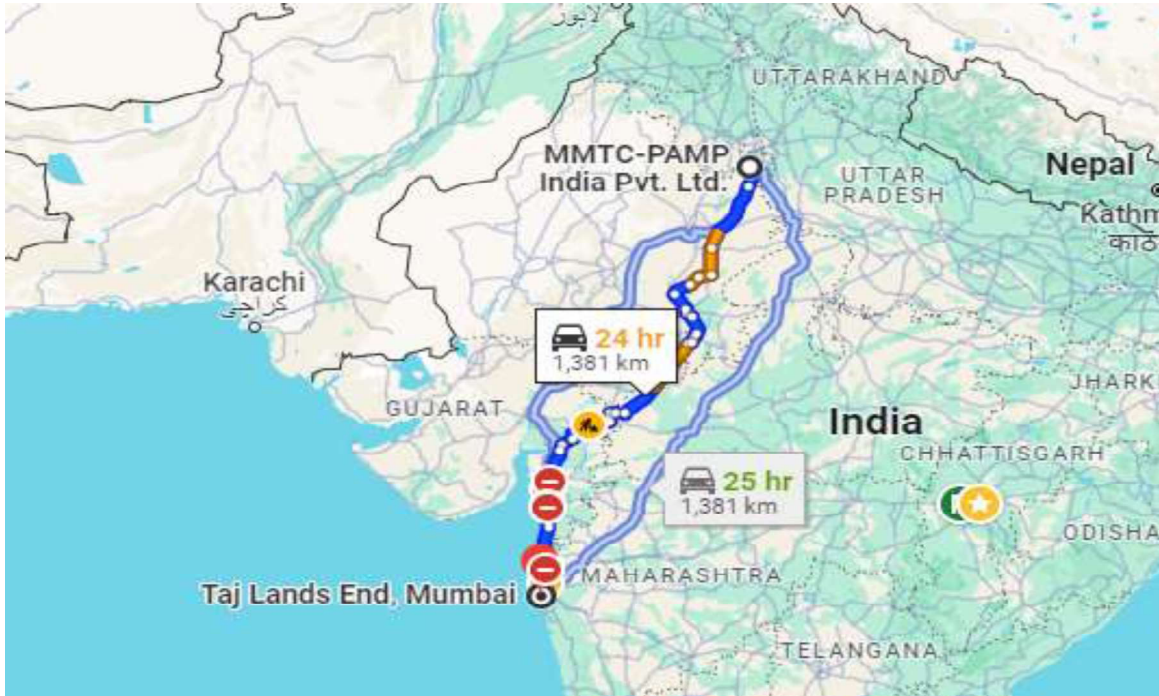 لاہور
UTTARAKHAND
MMTC-PAMP
India Pvt. Ltd.
UTTAR
PRADESH
Nepal
Kathm
काठ
Karachi
کراچی
24 hr
1,381 km
GUJARAT
JHARK
India
CHHATTISGARH
25 hr
1,381 km
ODISHA
MAHARASHTRA
Taj Lands End, Mumbai
TELANGANA